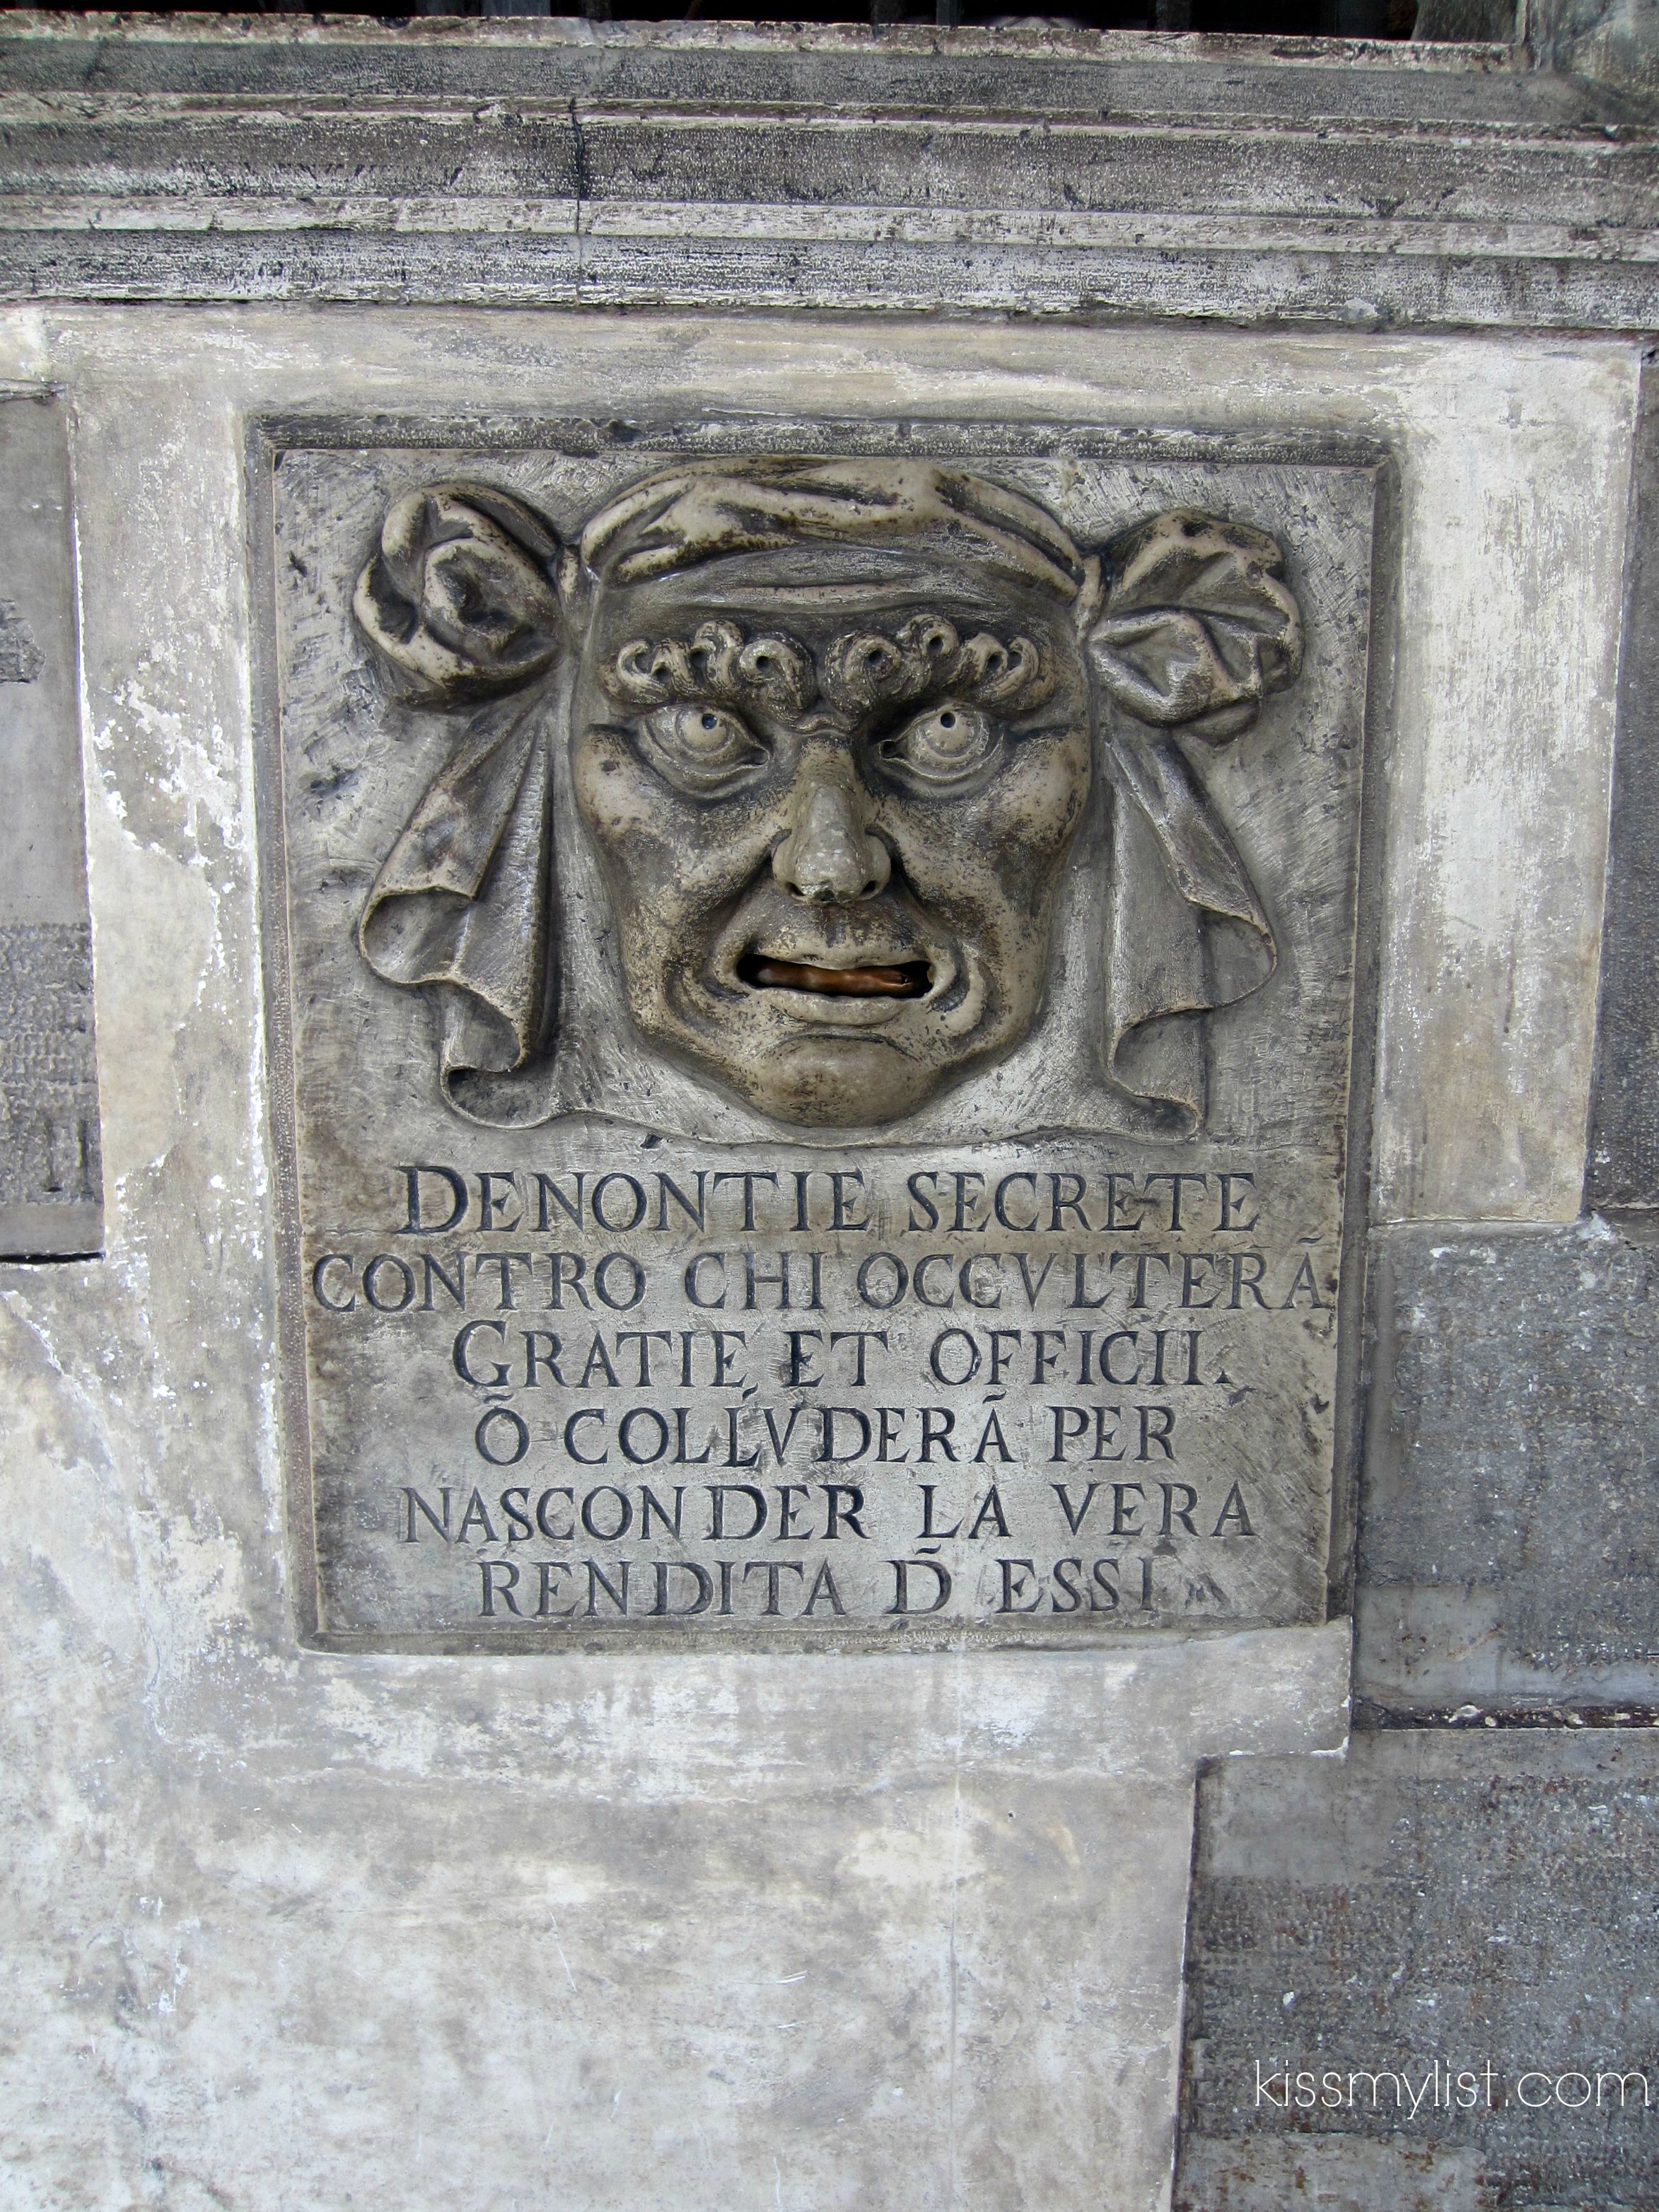 DENONTIE SECRETE
CONTRO CHI OCCVLTERÃ
GRATIE ET OFFICII.
Õ COLLVDERÃ PER
NASCONDER LA VERA
RENDITA D̃ ESSI.
kissmylist.com